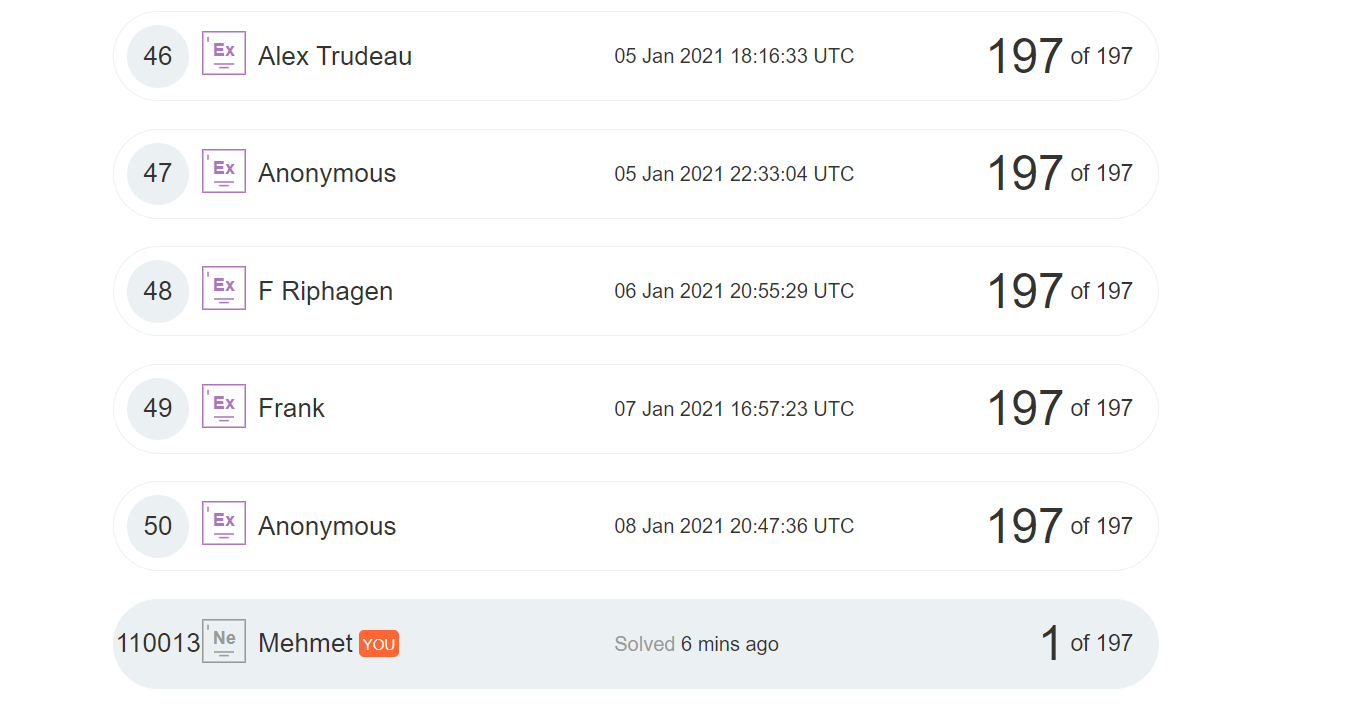 46 Ex Alex Trudeau 05 Jan 2021 18:16:33 UTC 197 of 197
47 Ex Anonymous 05 Jan 2021 22:33:04 UTC 197 of 197
48 Ex F Riphagen 06 Jan 2021 20:55:29 UTC 197 of 197
49 Ex Frank 07 Jan 2021 16:57:23 UTC 197 of 197
50 Ex Anonymous 08 Jan 2021 20:47:36 UTC 197 of 197
110013 Ne Mehmet YOU Solved 6 mins ago 1 of 197